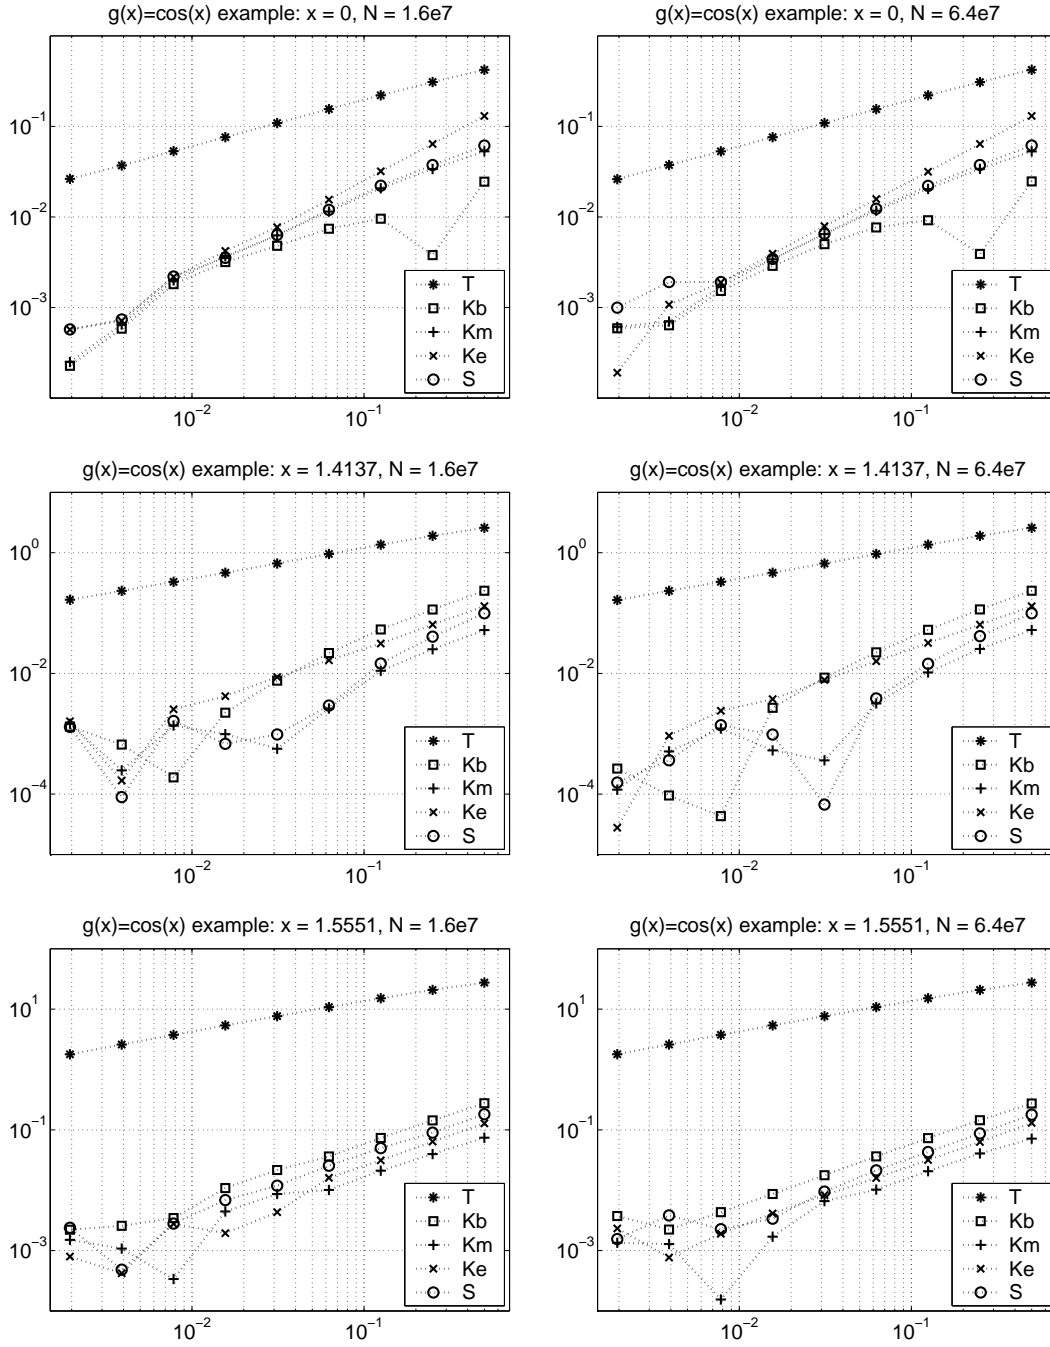 g(x)=cos(x) example: x = 0, N = 1.6e7
10^-1
10^-2
10^-3
10^-2
10^-1
T
Kb
Km
Ke
S
g(x)=cos(x) example: x = 0, N = 6.4e7
10^-1
10^-2
10^-3
10^-2
10^-1
T
Kb
Km
Ke
S
g(x)=cos(x) example: x = 1.4137, N = 1.6e7
10^0
10^-2
10^-4
10^-2
10^-1
T
Kb
Km
Ke
S
g(x)=cos(x) example: x = 1.4137, N = 6.4e7
10^0
10^-2
10^-4
10^-2
10^-1
T
Kb
Km
Ke
S
g(x)=cos(x) example: x = 1.5551, N = 1.6e7
10^1
10^-1
10^-3
10^-2
10^-1
T
Kb
Km
Ke
S
g(x)=cos(x) example: x = 1.5551, N = 6.4e7
10^1
10^-1
10^-3
10^-2
10^-1
T
Kb
Km
Ke
S